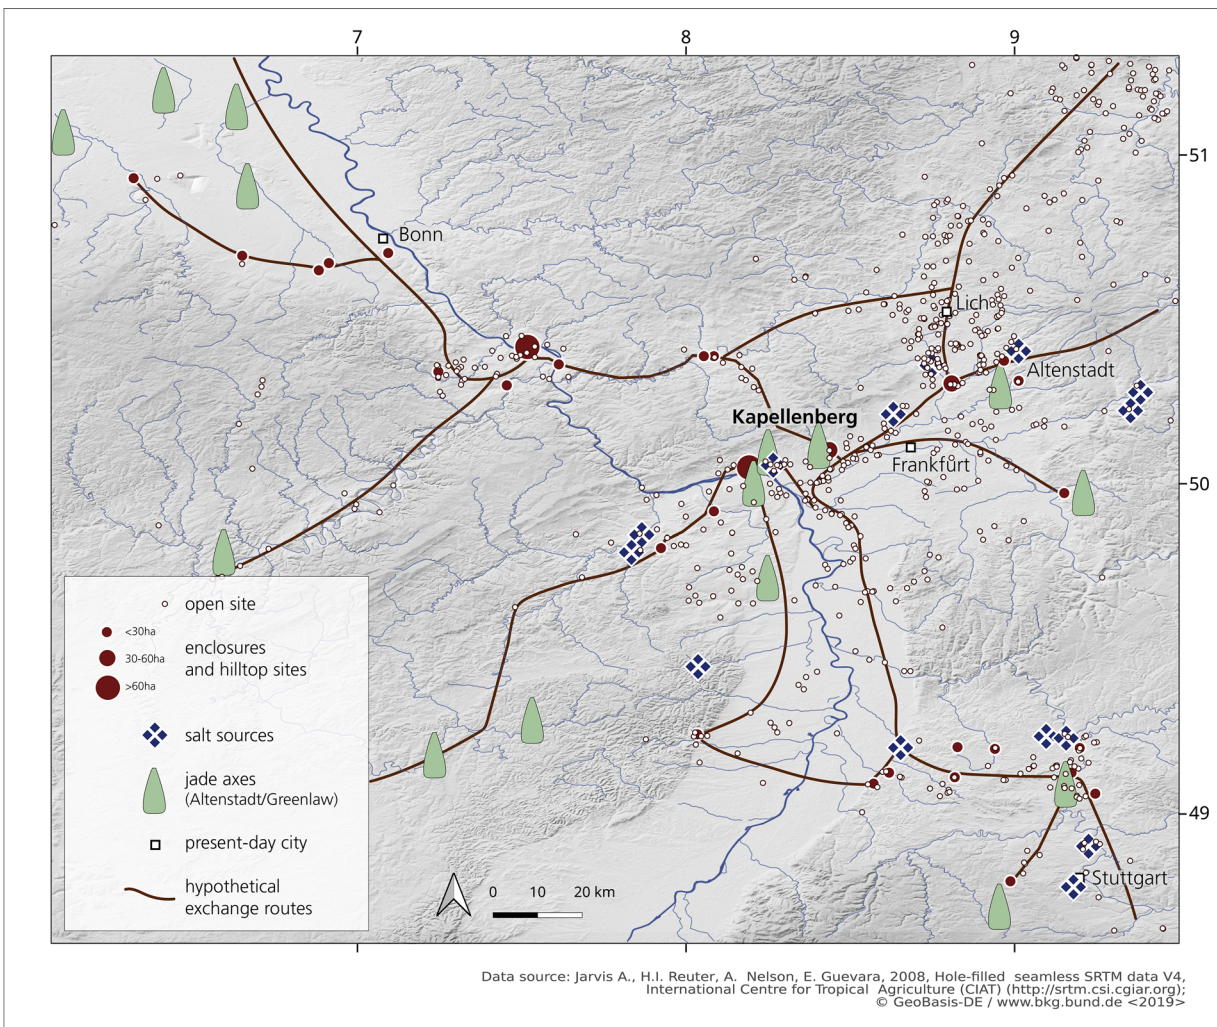 7 8 9
51
Bonn
Lich
Altenstadt
Kapellenberg
Frankfurt
50
open site
<30ha
30-60ha
>60ha
enclosures
and hilltop sites
salt sources
jade axes
(Altenstadt/Greenlaw)
present-day city
hypothetical
exchange routes
49
Stuttgart
0 10 20 km
7 8 9
Data source: Jarvis A., H.I. Reuter, A. Nelson, E. Guevara, 2008, Hole-filled seamless SRTM data V4,
International Centre for Tropical Agriculture (CIAT) (http://srtm.csi.cgiar.org);
© GeoBasis-DE / www.bkg.bund.de <2019>